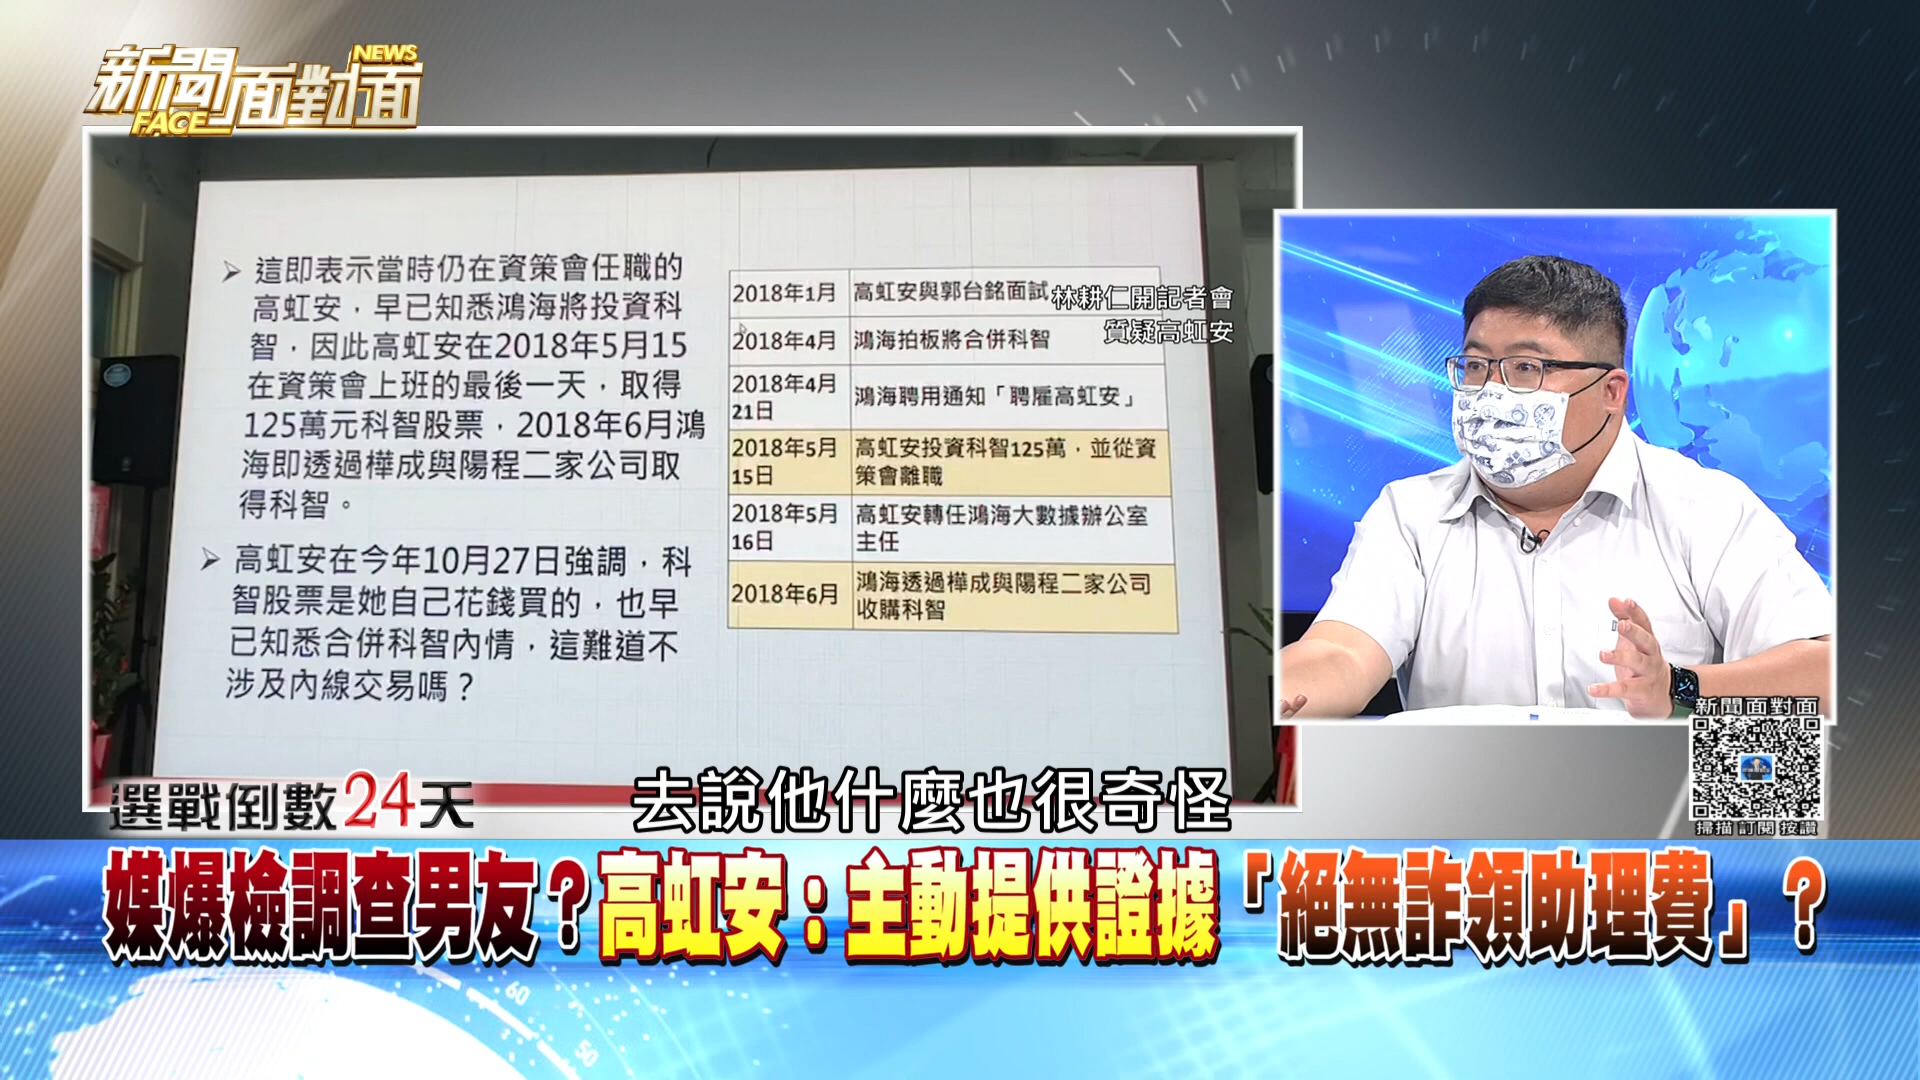 新聞面對面
NEWS
FACE
這即表示當時仍在資策會任職的
高虹安，早已知悉鴻海將投資科
智，因此高虹安在2018年5月15
在資策會上班的最後一天，取得
125萬元科智股票，2018年6月鴻
海即透過樺成與陽程二家公司取
得科智。
高虹安在今年10月27日強調，科
智股票是她自己花錢買的，也早
已知悉合併科智內情，這難道不
涉及內線交易嗎？
2018年1月 高虹安與郭台銘面試
2018年4月 鴻海拍板將合併科智
2018年4月
21日
鴻海聘用通知「聘雇高虹安」
2018年5月
15日
高虹安投資科智125萬，並從資
策會離職
2018年5月
16日
高虹安轉任鴻海大數據辦公室
主任
2018年6月
鴻海透過樺成與陽程二家公司
收購科智
林耕仁開記者會
質疑高虹安
新聞面對面
掃描 訂閱 按讚
選戰倒數24天
去說他什麼也很奇怪
媒爆檢調查男友？高虹安：主動提供證據「絕無詐領助理費」？
60
50